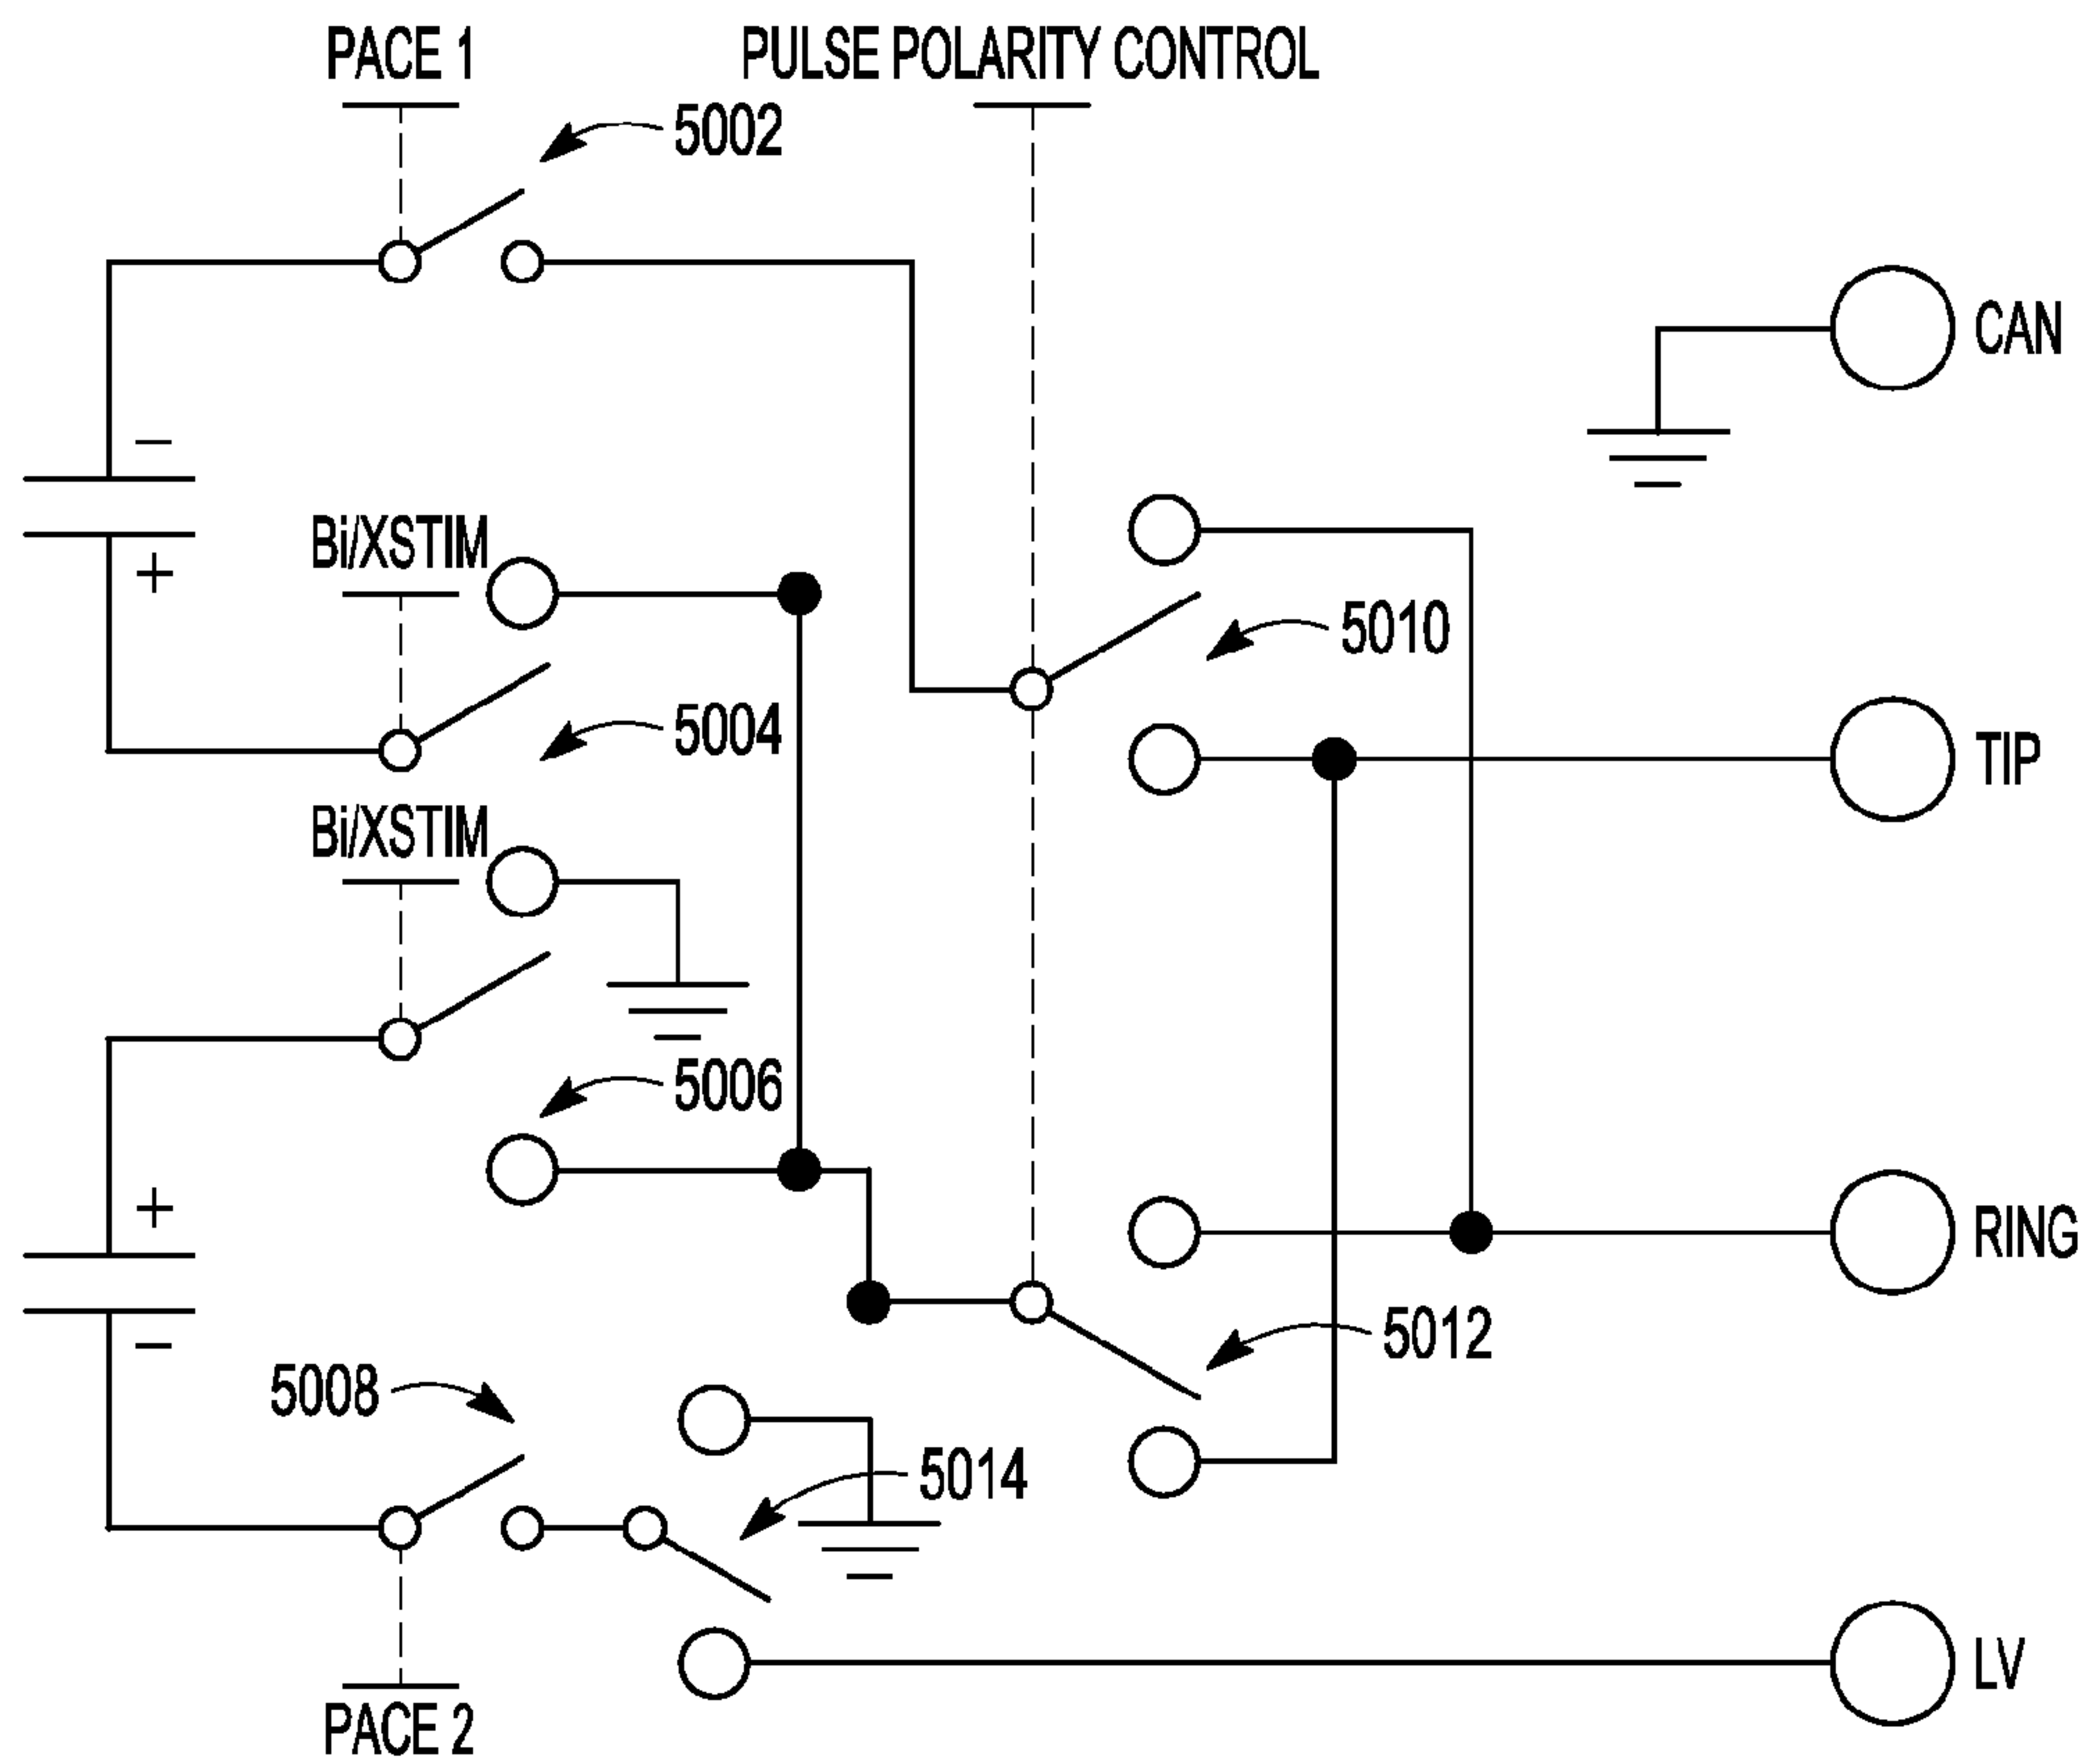 PACE 1
PULSE POLARITY CONTROL
5002
CAN
−
+
Bi/XSTIM
5010
5004
TIP
Bi/XSTIM
5006
+
−
RING
5012
5008
5014
LV
PACE 2